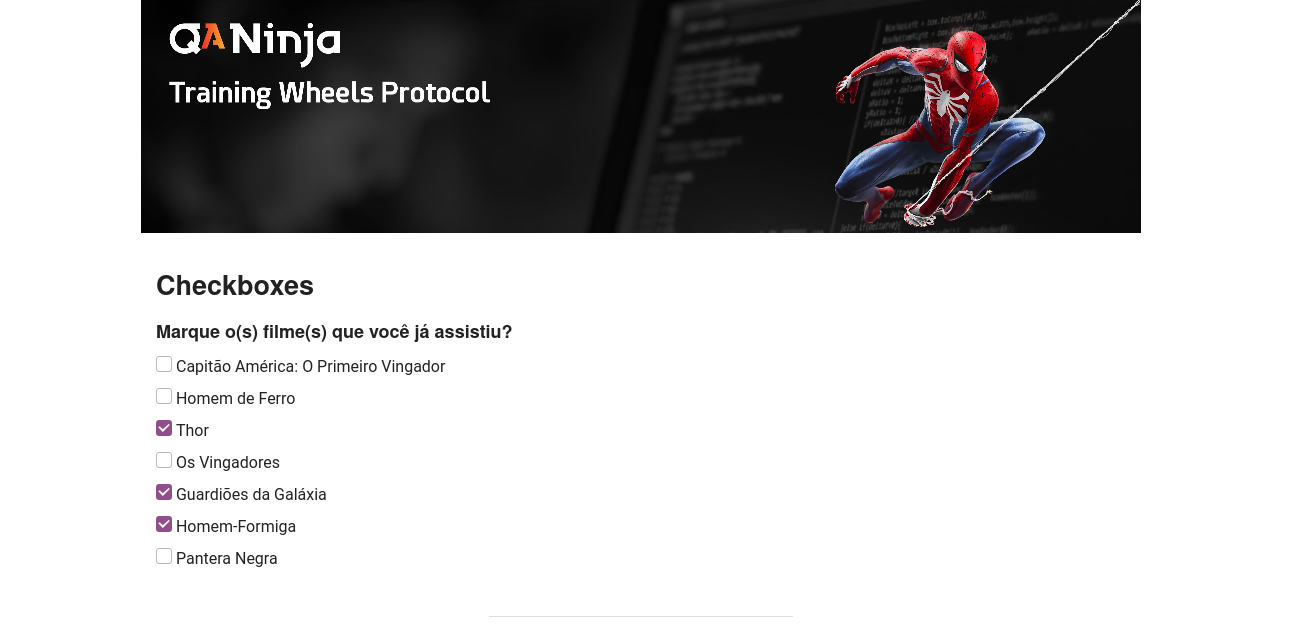 QANinja
Training Wheels Protocol
Checkboxes
Marque o(s) filme(s) que você já assistiu?
Capitão América: O Primeiro Vingador
Homem de Ferro
Thor
Os Vingadores
Guardiões da Galáxia
Homem-Formiga
Pantera Negra